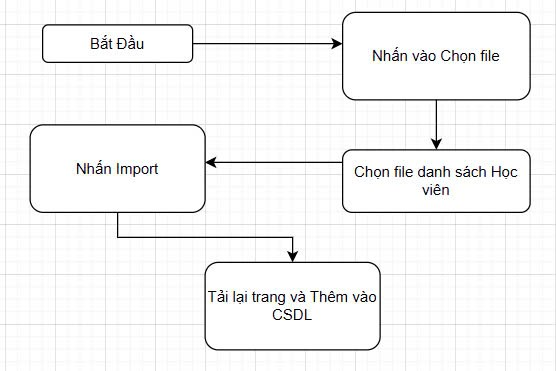 Bắt Đầu
Nhấn vào Chọn file
Chọn file danh sách Học
viên
Nhấn Import
Tải lại trang và Thêm vào
CSDL